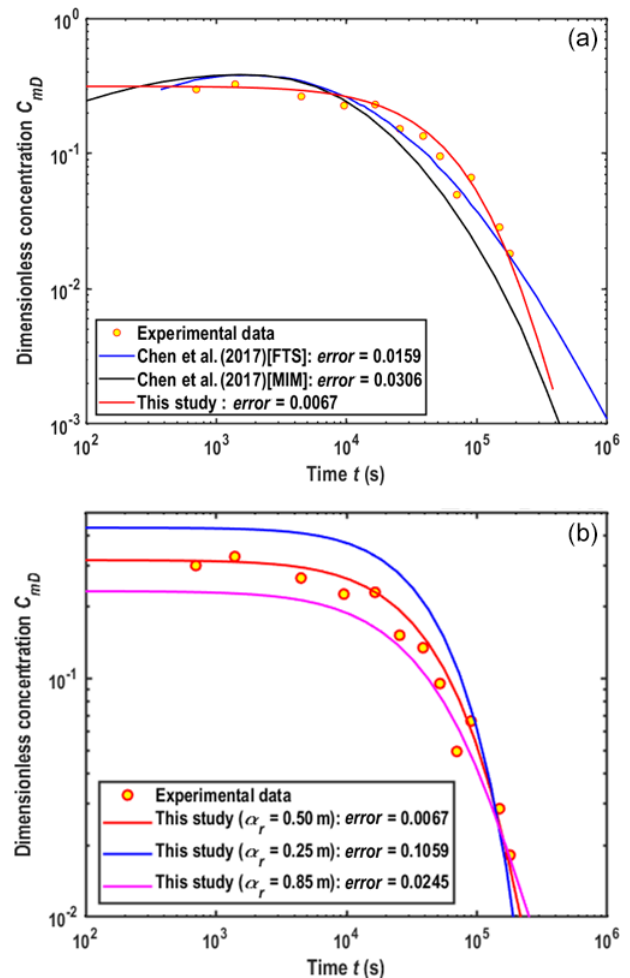 (a)
10^0
10^-1
10^-2
10^-3
Dimensionless concentration C_mD
Experimental data
Chen et al. (2017)[FTS]: error = 0.0159
Chen et al. (2017)[MIM]: error = 0.0306
This study : error = 0.0067
10^2 10^3 10^4 10^5 10^6
Time t (s)
(b)
10^-1
10^-2
Dimensionless concentration C_mD
Experimental data
This study (α_r = 0.50 m): error = 0.0067
This study (α_r = 0.25 m): error = 0.1059
This study (α_r = 0.85 m): error = 0.0245
10^2 10^3 10^4 10^5 10^6
Time t (s)